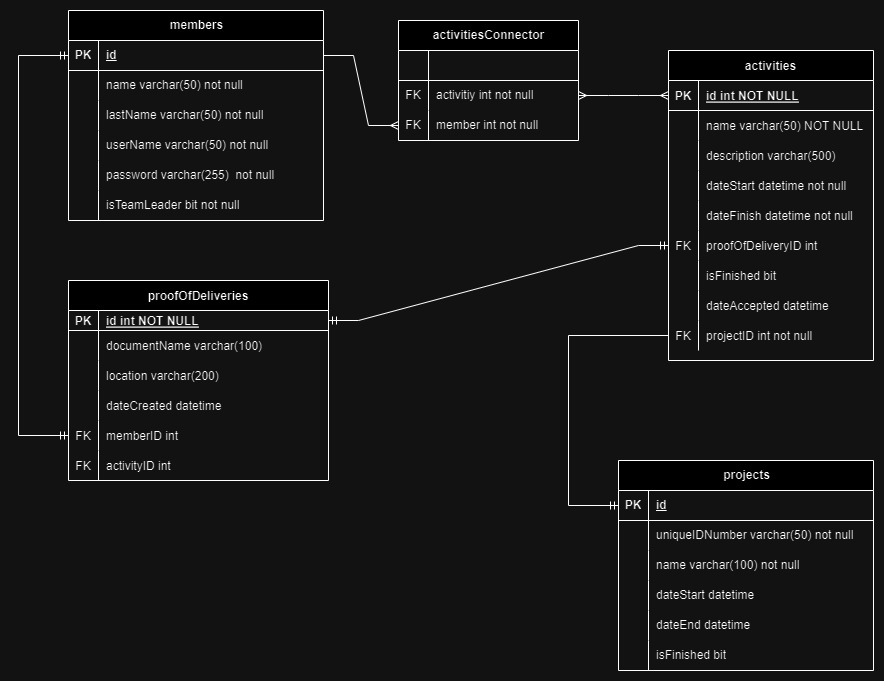 members
PK id
name varchar(50) not null
lastName varchar(50) not null
userName varchar(50) not null
password varchar(255)  not null
isTeamLeader bit not null
activitiesConnector
FK activitiy int not null
FK member int not null
activities
PK id int NOT NULL
name varchar(50) NOT NULL
description varchar(500)
dateStart datetime not null
dateFinish datetime not null
FK proofOfDeliveryID int
isFinished bit
dateAccepted datetime
FK projectID int not null
proofOfDeliveries
PK id int NOT NULL
documentName varchar(100)
location varchar(200)
dateCreated datetime
FK memberID int
FK activityID int
projects
PK id
uniqueIDNumber varchar(50) not null
name varchar(100) not null
dateStart datetime
dateEnd datetime
isFinished bit